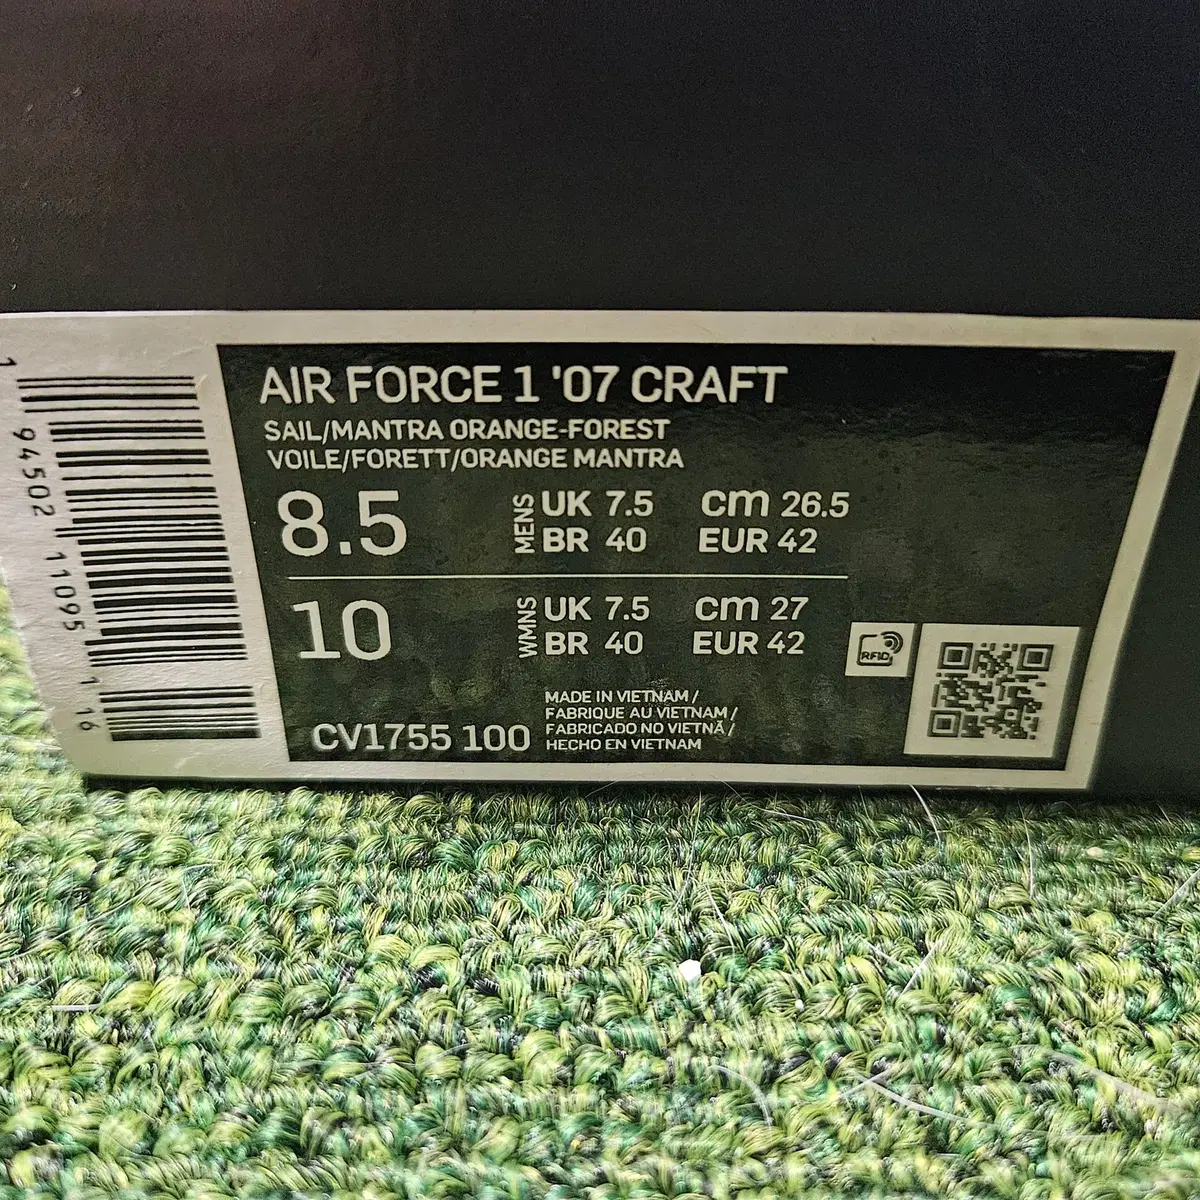 AIR FORCE 1 '07 CRAFT
SAIL/MANTRA ORANGE-FOREST
VOILE/FORETT/ORANGE MANTRA
8.5 MENS UK 7.5 cm 26.5
BR 40 EUR 42
10 WMNS UK 7.5 cm 27
BR 40 EUR 42
RFID
MADE IN VIETNAM /
FABRIQUE AU VIETNAM /
FABRICADO NO VIETNÃ /
HECHO EN VIETNAM
CV1755 100
1 94502 11095 1 16